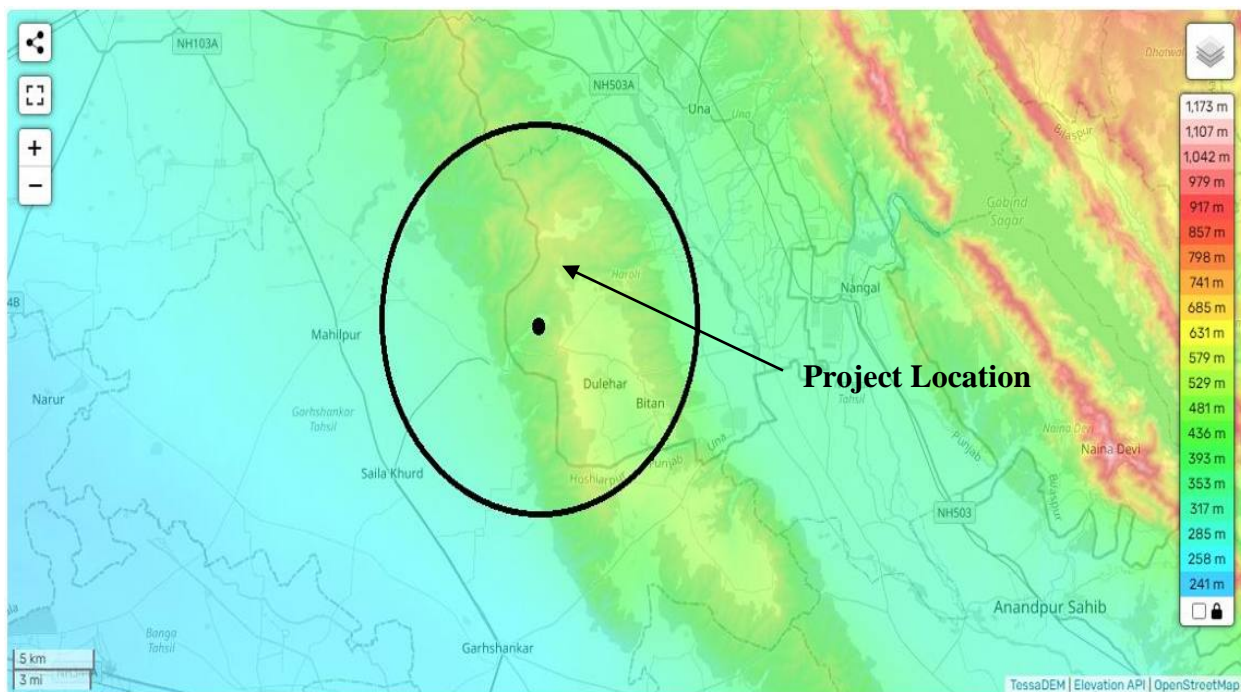 NH103A
NH503A
Una
Una
Dhatwal
Bilaspur
Gobind
Sagar
Haroli
Nangal
4B
Mahilpur
Project Location
Dulehar
Bitan
Narur
Garhshankar
Tahsil
Tahsil
Saila Khurd
Una
Punjab
Hoshiarpur
Punjab
Naina Devi
Naina Devi
Bilaspur
NH503
Anandpur Sahib
Banga
Tahsil
Garhshankar
5 km
3 mi
NH344A
+
−
1,173 m
1,107 m
1,042 m
979 m
917 m
857 m
798 m
741 m
685 m
631 m
579 m
529 m
481 m
436 m
393 m
353 m
317 m
285 m
258 m
241 m
TessaDEM | Elevation API | OpenStreetMap